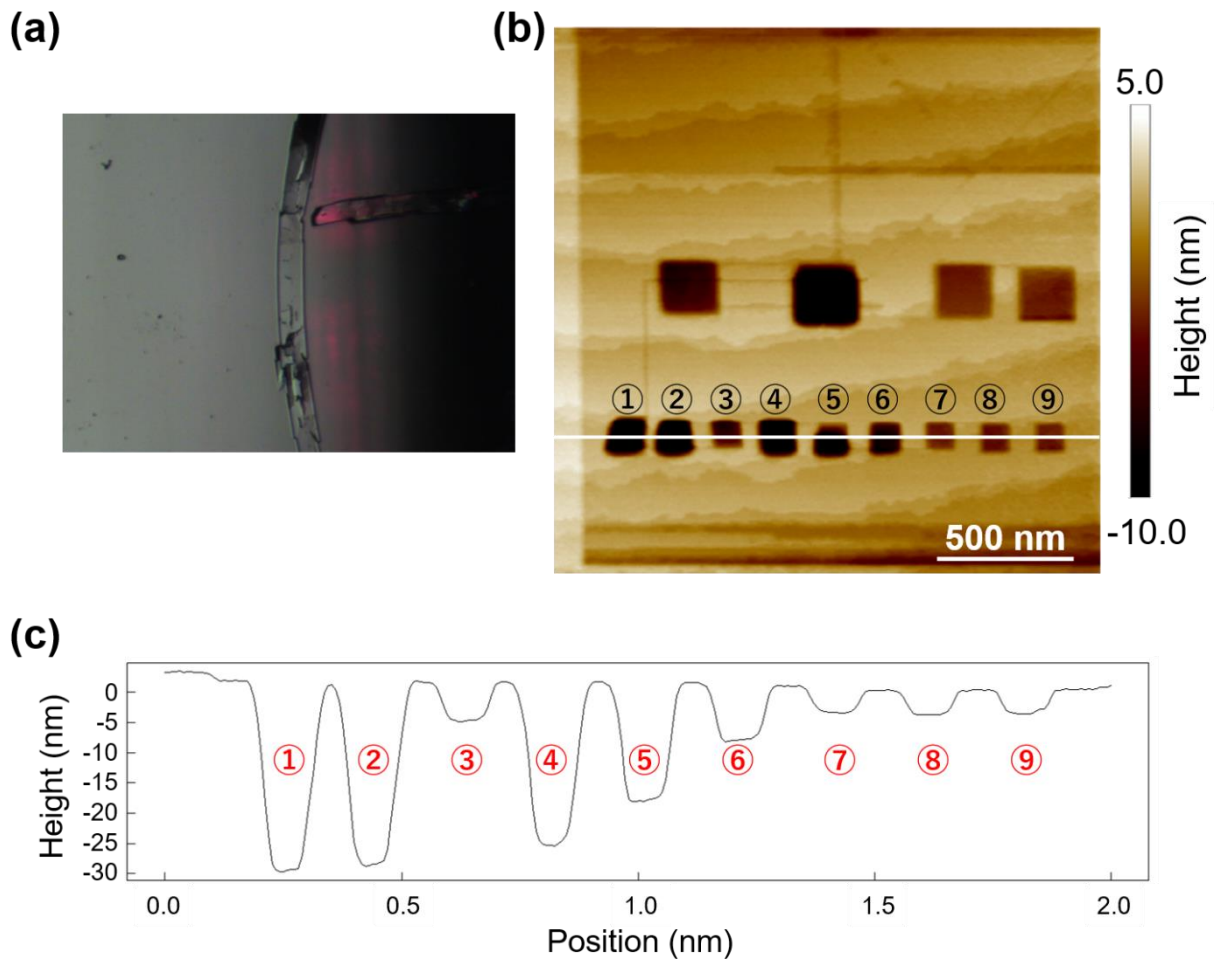 (a)
(b)
5.0
Height (nm)
-10.0
① ② ③ ④ ⑤ ⑥ ⑦ ⑧ ⑨
500 nm
(c)
Height (nm)
0
-5
-10
-15
-20
-25
-30
① ② ③ ④ ⑤ ⑥ ⑦ ⑧ ⑨
0.0 0.5 1.0 1.5 2.0
Position (nm)